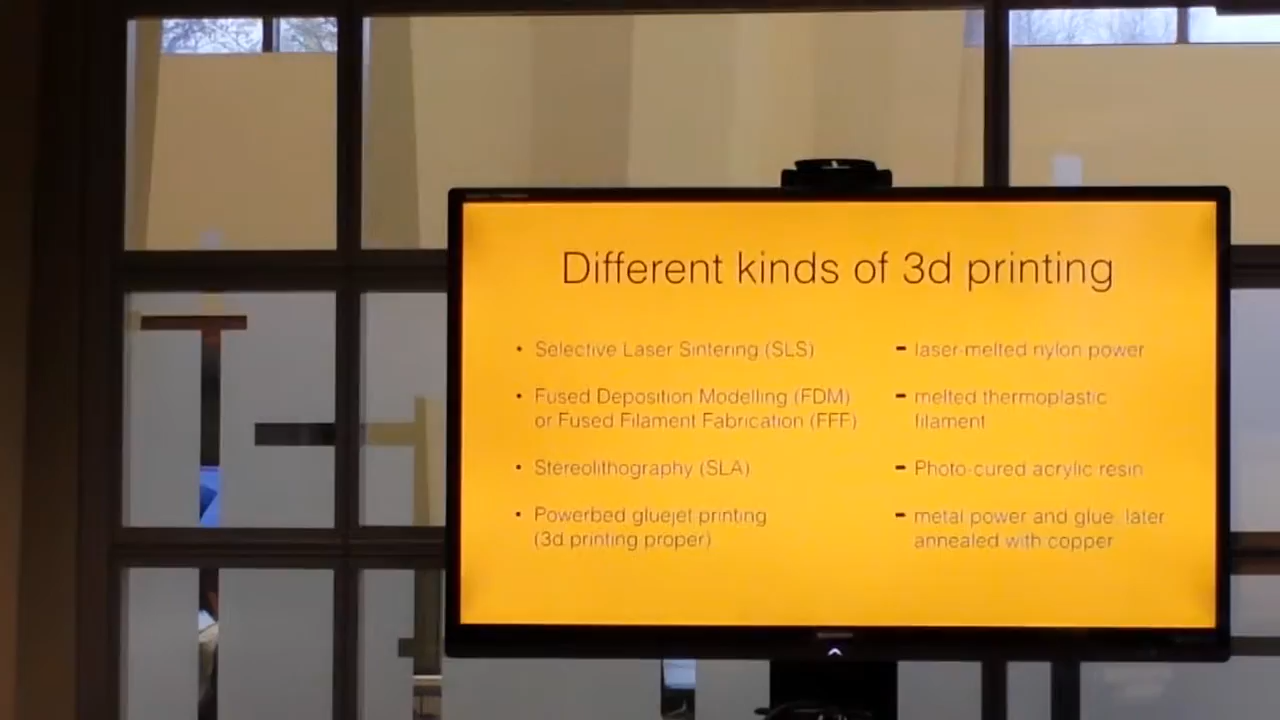 Different kinds of 3d printing
• Selective Laser Sintering (SLS)
- laser-melted nylon power
• Fused Deposition Modelling (FDM)
or Fused Filament Fabrication (FFF)
- melted thermoplastic
filament
• Stereolithography (SLA)
- Photo-cured acrylic resin
• Powerbed gluejet printing
(3d printing proper)
- metal power and glue, later
annealed with copper